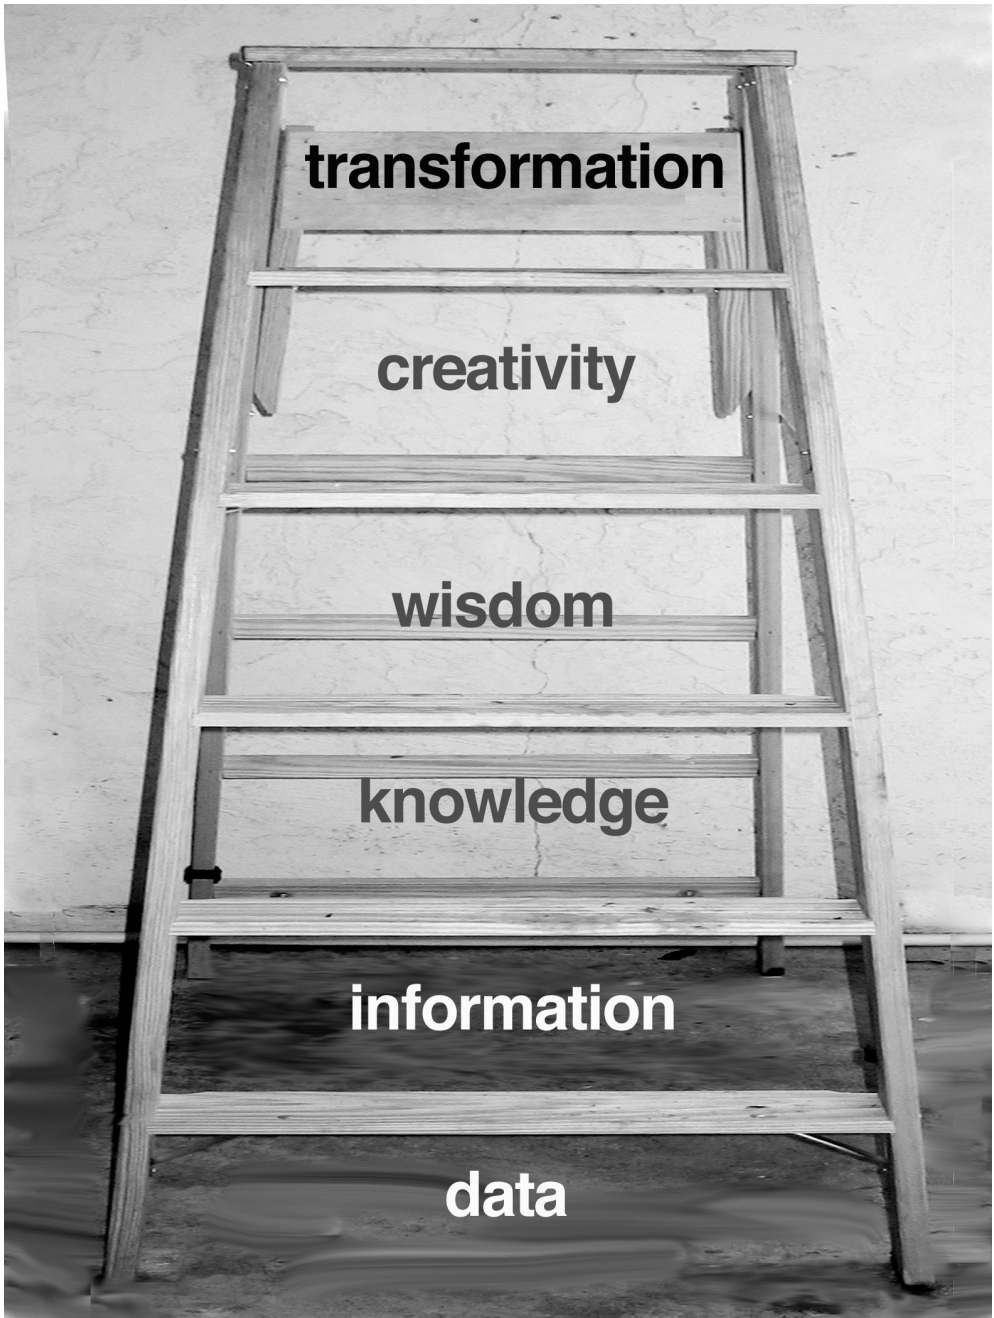 transformation
creativity
wisdom
knowledge
information
data